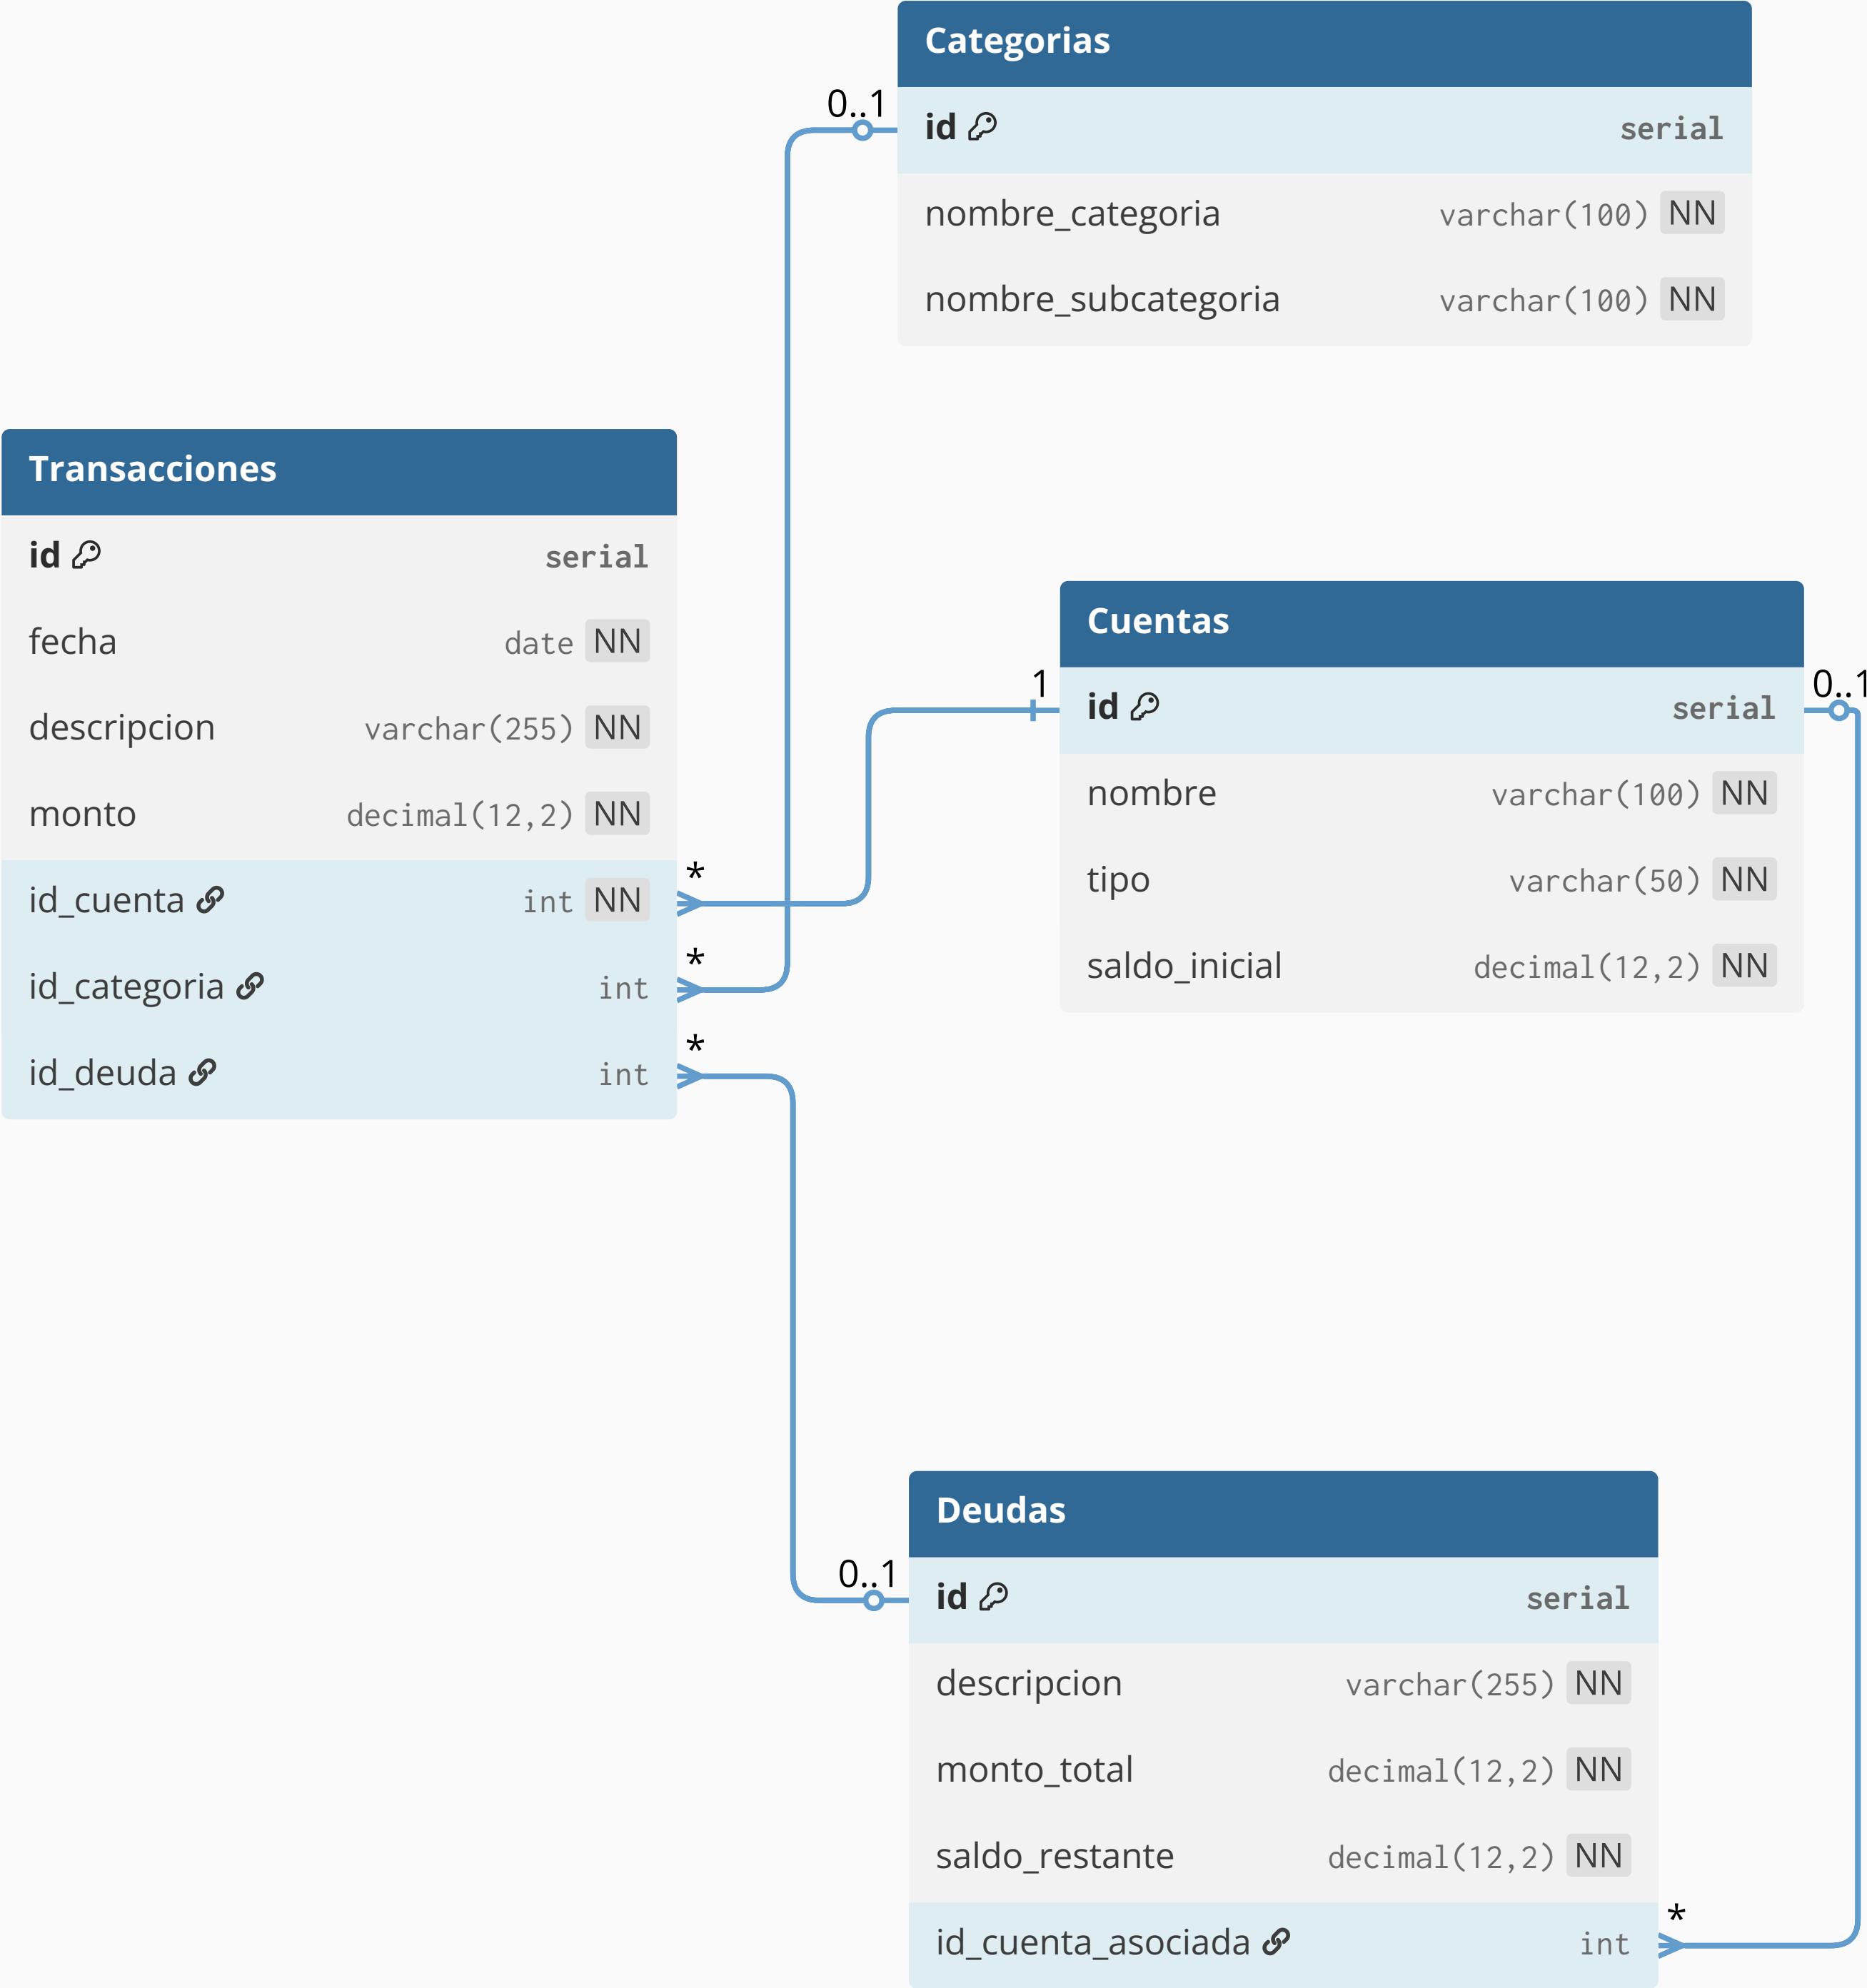 Categorias
0..1
id serial
nombre_categoria varchar(100) NN
nombre_subcategoria varchar(100) NN
Transacciones
id serial
fecha date NN
descripcion varchar(255) NN
monto decimal(12,2) NN
*
id_cuenta int NN
*
id_categoria int
*
id_deuda int
Cuentas
1
0..1
id serial
nombre varchar(100) NN
tipo varchar(50) NN
saldo_inicial decimal(12,2) NN
Deudas
0..1
id serial
descripcion varchar(255) NN
monto_total decimal(12,2) NN
saldo_restante decimal(12,2) NN
*
id_cuenta_asociada int